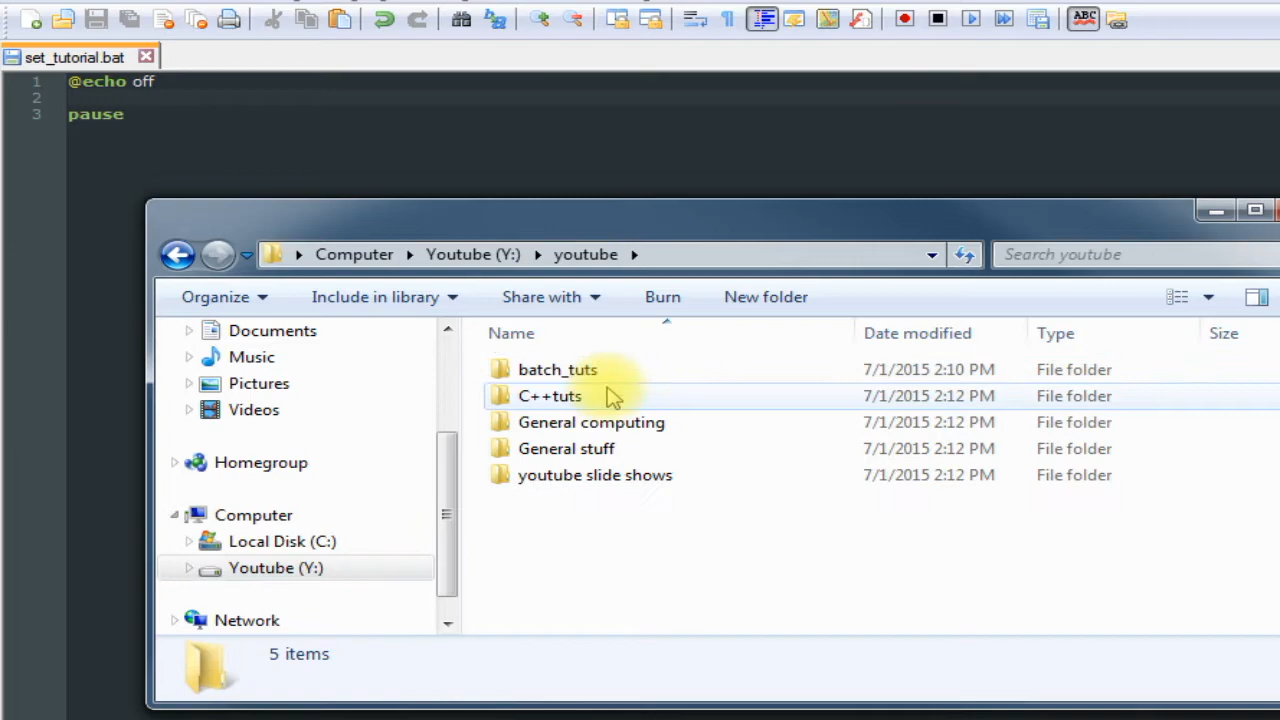 ABC
set_tutorial.bat
1 @echo off
2
3 pause
Computer Youtube (Y:) youtube
Search youtube
Organize Include in library Share with Burn New folder
Documents
Music
Pictures
Videos
Homegroup
Computer
Local Disk (C:)
Youtube (Y:)
Network
Name Date modified Type Size
batch_tuts 7/1/2015 2:10 PM File folder
C++tuts 7/1/2015 2:12 PM File folder
General computing 7/1/2015 2:12 PM File folder
General stuff 7/1/2015 2:12 PM File folder
youtube slide shows 7/1/2015 2:12 PM File folder
5 items